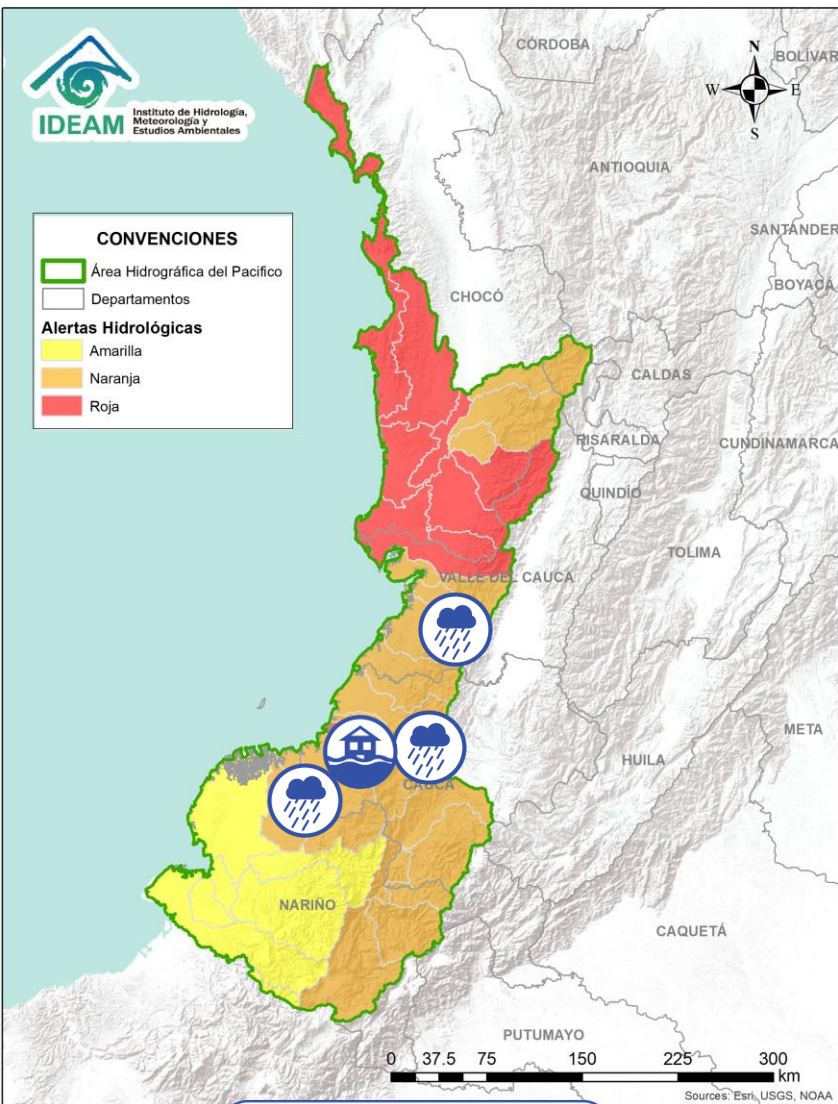 CÓRDOBA
BOLÍVAR
N
W
E
S
IDEAM
Instituto de Hidrología,
Meteorología y
Estudios Ambientales
ANTIOQUIA
SANTANDER
CONVENCIONES
Área Hidrográfica del Pacifico
Departamentos
Alertas Hidrológicas
Amarilla
Naranja
Roja
BOYACÁ
CHOCÓ
CALDAS
RISARALDA
CUNDINAMARCA
QUINDÍO
TOLIMA
VALLE DEL CAUCA
META
HUILA
CAUCA
NARIÑO
CAQUETÁ
PUTUMAYO
0 37.5 75 150 225 300
km
Sources: Esri, USGS, NOAA